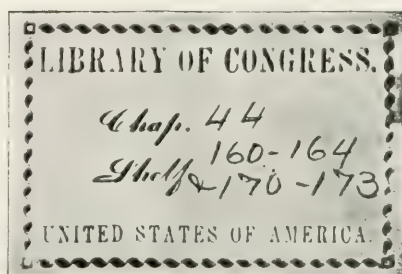 LIBRARY OF CONGRESS.
Chap. 44
160-164
Shelf & 170-173
UNITED STATES OF AMERICA.